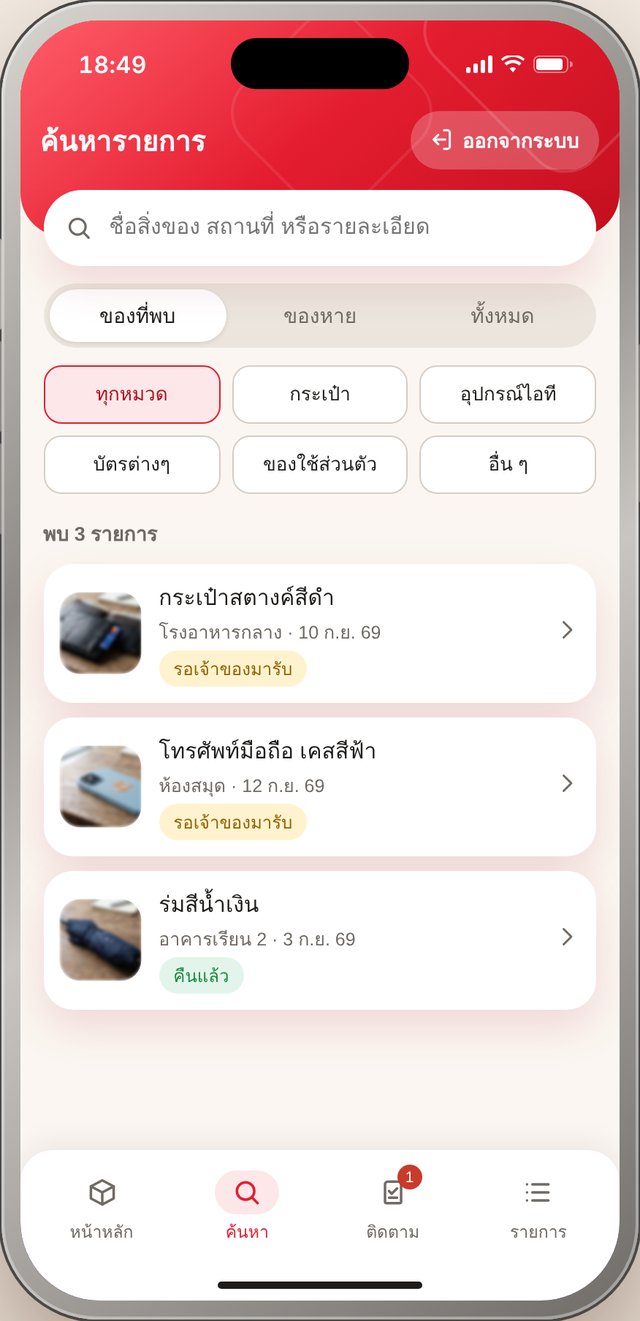 18:49
ค้นหารายการ
ออกจากระบบ
ชื่อสิ่งของ สถานที่ หรือรายละเอียด
ของที่พบ ของหาย ทั้งหมด
ทุกหมวด กระเป๋า อุปกรณ์ไอที
บัตรต่างๆ ของใช้ส่วนตัว อื่น ๆ
พบ 3 รายการ
กระเป๋าสตางค์สีดำ
โรงอาหารกลาง · 10 ก.ย. 69
รอเจ้าของมารับ
โทรศัพท์มือถือ เคสสีฟ้า
ห้องสมุด · 12 ก.ย. 69
รอเจ้าของมารับ
ร่มสีน้ำเงิน
อาคารเรียน 2 · 3 ก.ย. 69
คืนแล้ว
1
หน้าหลัก ค้นหา ติดตาม รายการ